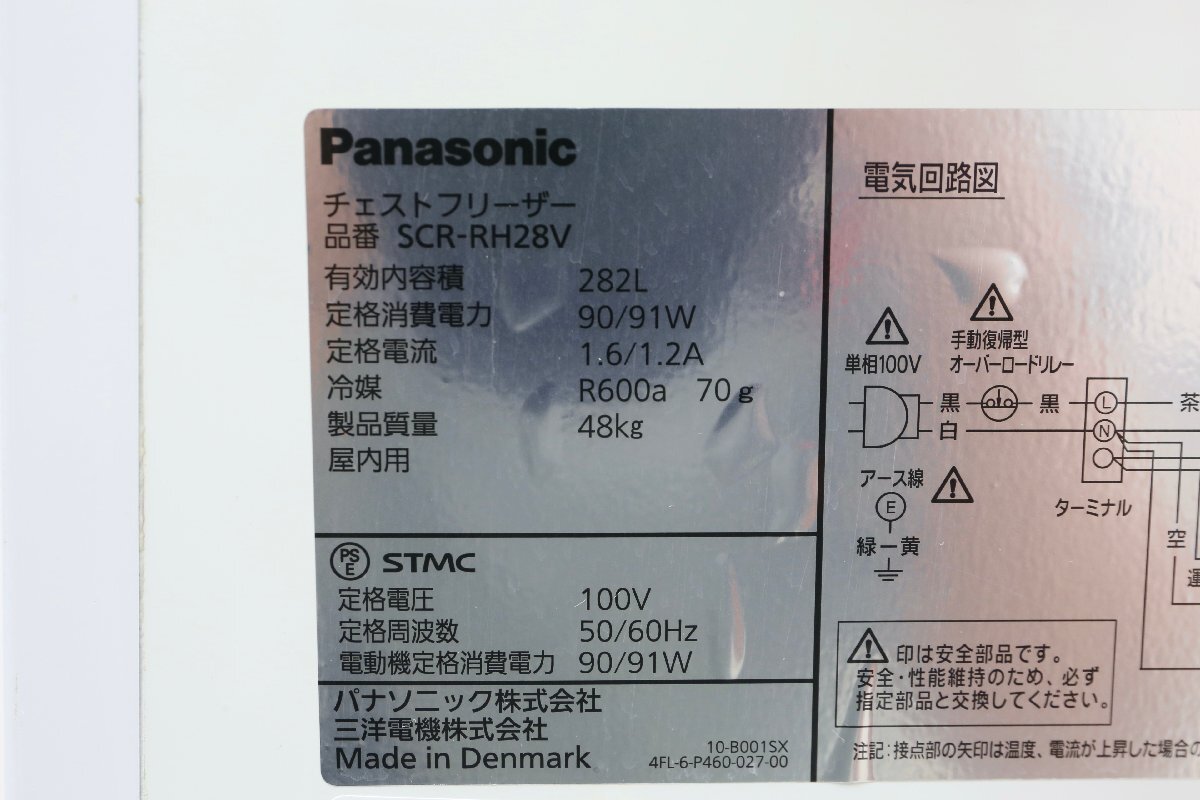 Panasonic
チェストフリーザー
品番 SCR-RH28V
有効内容積 282L
定格消費電力 90/91W
定格電流 1.6/1.2A
冷媒 R600a 70g
製品質量 48kg
屋内用
PS
E
STMC
定格電圧 100V
定格周波数 50/60Hz
電動機定格消費電力 90/91W
パナソニック株式会社
三洋電機株式会社
Made in Denmark
10-B001SX
4FL-6-P460-027-00
電気回路図
手動復帰型
単相100V オーバーロードリレー
黒 黒 L 茶
白 N
アース線
E
ターミナル
緑ー黄
空
運
印は安全部品です。
安全・性能維持のため、必ず
指定部品と交換してください。
注記:接点部の矢印は温度、電流が上昇した場合の